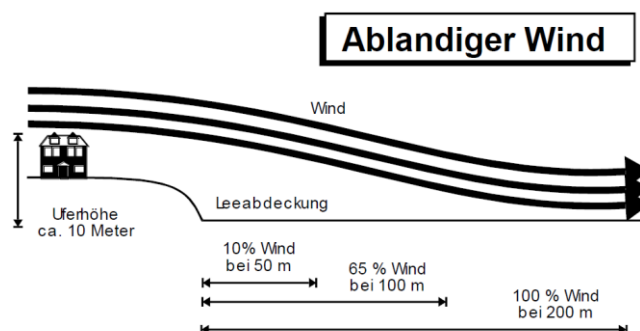 Ablandiger Wind
Wind
Leeabdeckung
Uferhöhe
ca. 10 Meter
10% Wind
bei 50 m
65 % Wind
bei 100 m
100 % Wind
bei 200 m